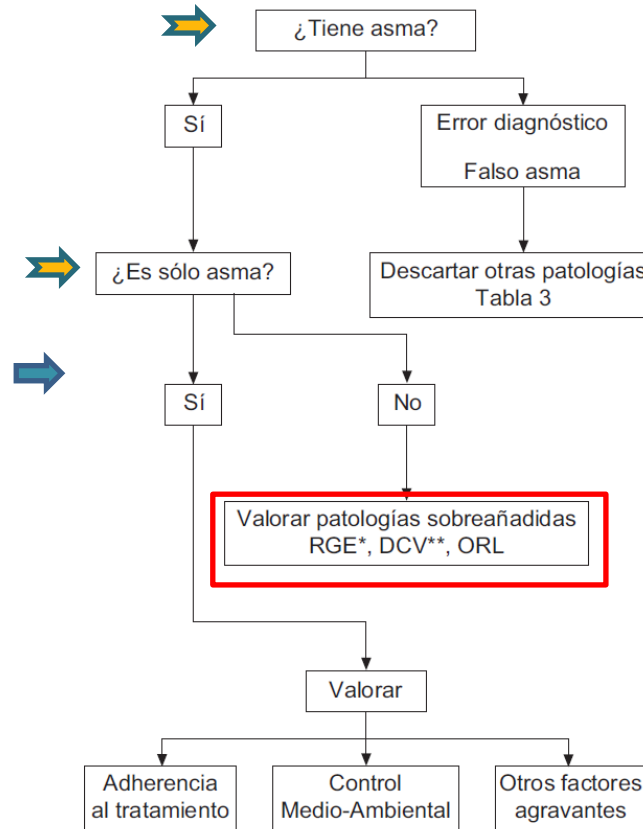 ¿Tiene asma?
Sí
Error diagnóstico
Falso asma
¿Es sólo asma?
Descartar otras patologías
Tabla 3
Sí
No
Valorar patologías sobreañadidas
RGE*, DCV**, ORL
Valorar
Adherencia
al tratamiento
Control
Medio-Ambiental
Otros factores
agravantes